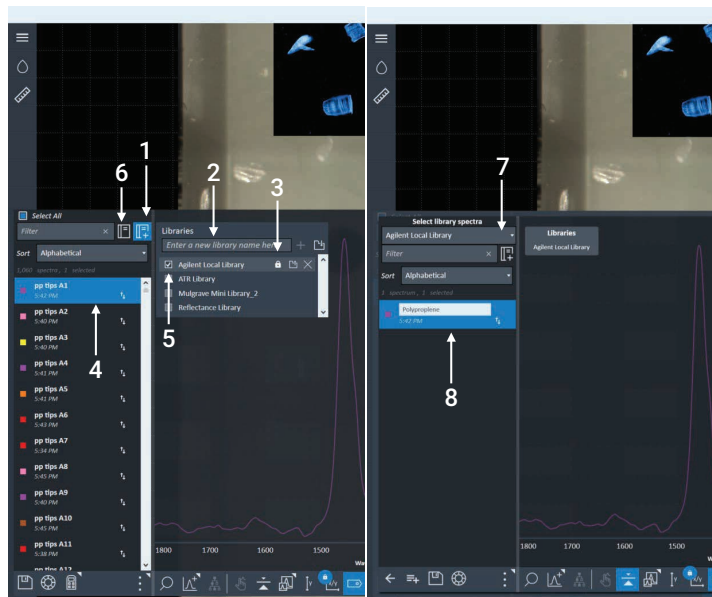 1
2
3
6
Select All
Filter
Libraries
Enter a new library name here
Sort
Alphabetical
1,080 spectra, 1 selected
Agilent Local Library
ATR Library
Mulgrave Mini Library_2
Reflectance Library
pp tips A1
5:42 PM
4
5
pp tips A2
5:40 PM
pp tips A3
5:40 PM
pp tips A4
5:41 PM
pp tips A5
5:41 PM
pp tips A6
5:43 PM
pp tips A7
5:34 PM
pp tips A8
5:45 PM
pp tips A9
5:40 PM
pp tips A10
5:45 PM
pp tips A11
5:38 PM
pp tips A12
1800
1700
1600
1500
Wa
7
Select library spectra
Agilent Local Library
Libraries
Agilent Local Library
Filter
Sort
Alphabetical
1 spectrum, 1 selected
Polyproplene
5:42 PM
8
1800
1700
1600
1500
W
x/y